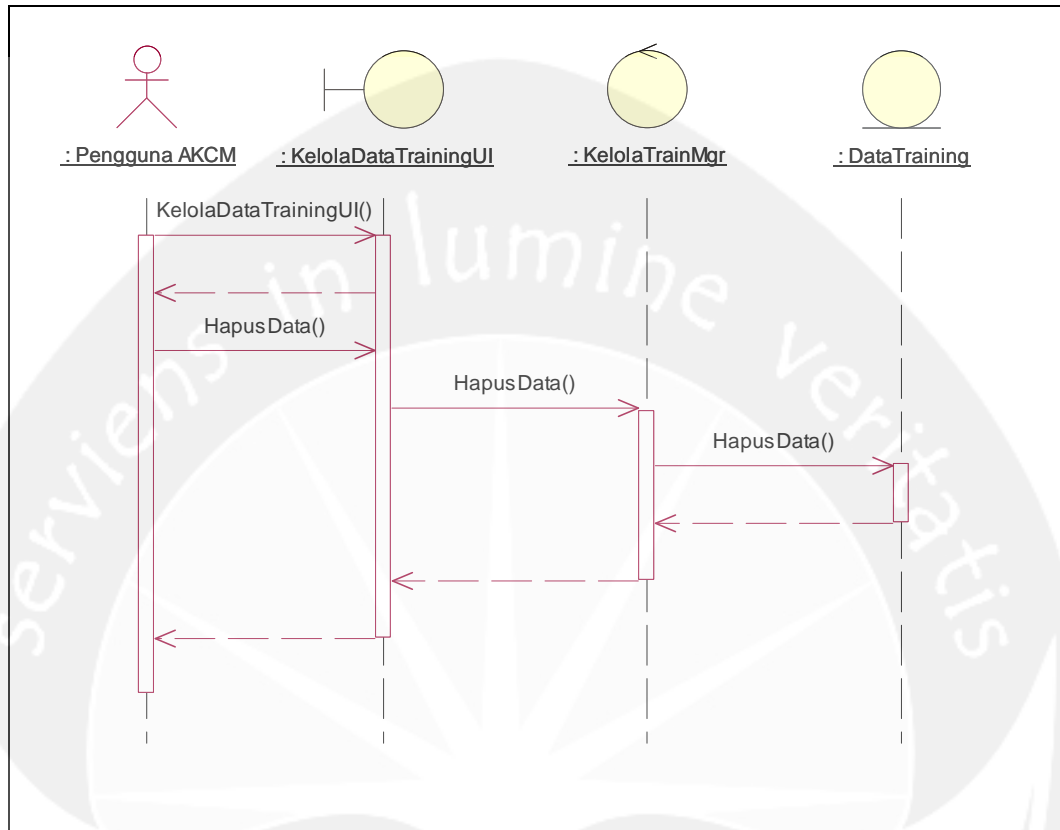 : Pengguna AKCM
: KelolaDataTrainingUI
: KelolaTrainMgr
: DataTraining
KelolaDataTrainingUI()
HapusData()
HapusData()
HapusData()
serviens in lumine veritatis